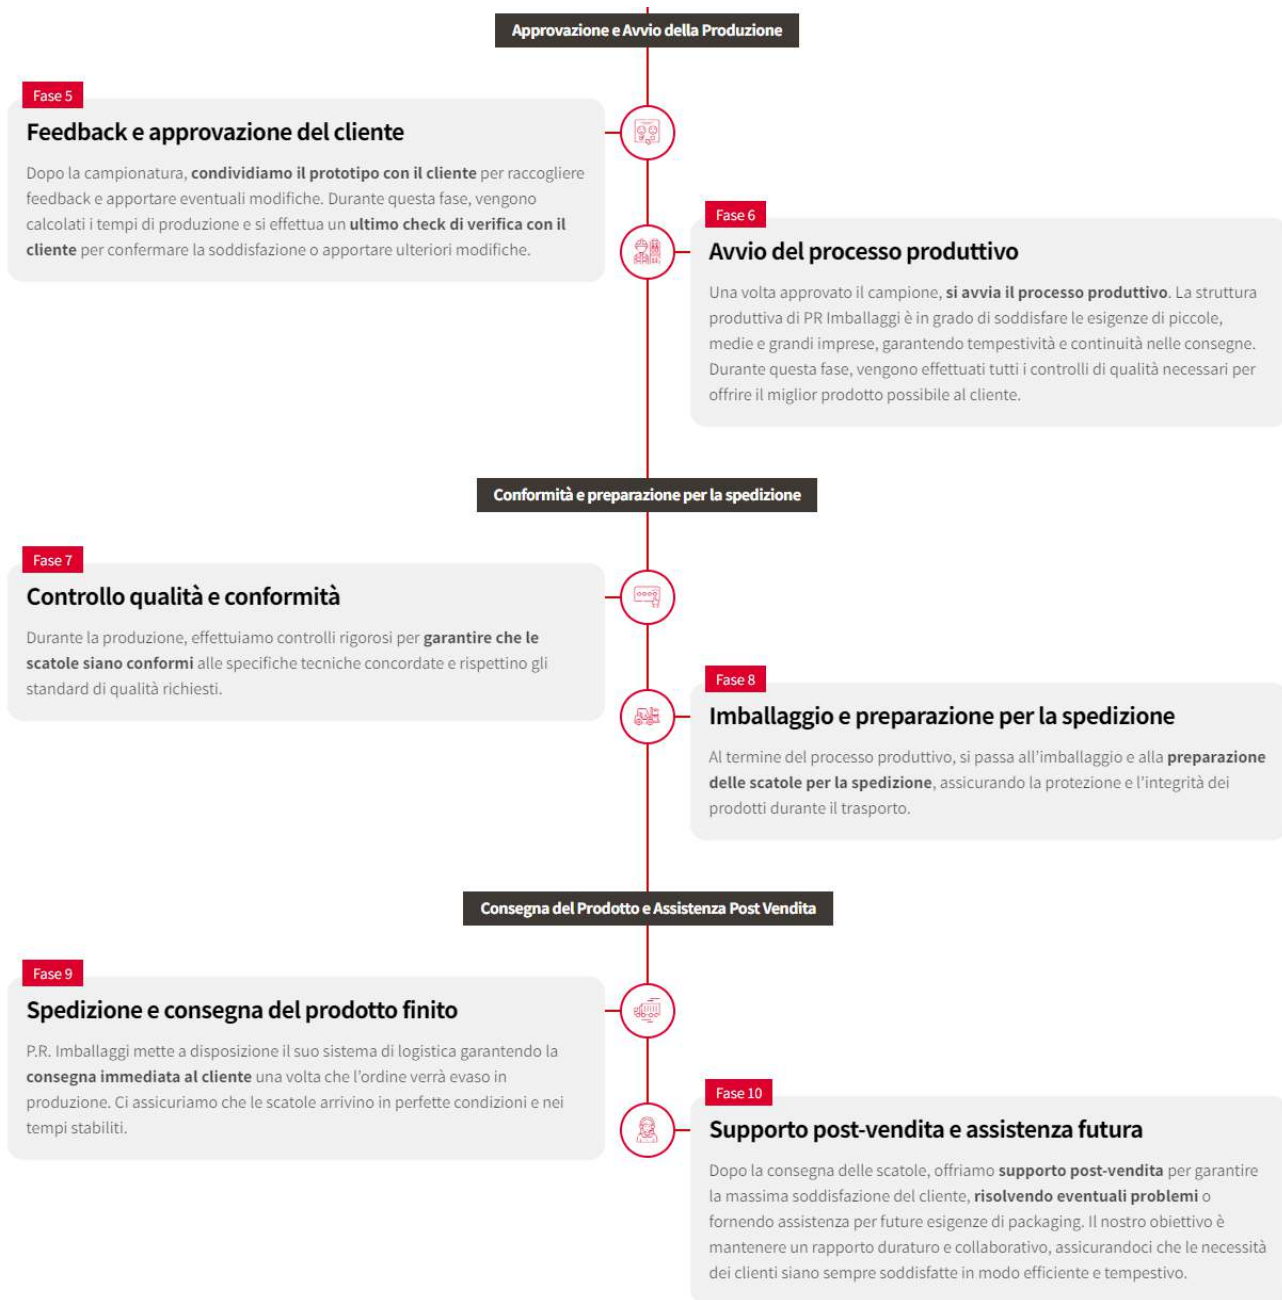 Approvazione e Avvio della Produzione
Fase 5
Feedback e approvazione del cliente
Dopo la campionatura, condividiamo il prototipo con il cliente per raccogliere
feedback e apportare eventuali modifiche. Durante questa fase, vengono
calcolati i tempi di produzione e si effettua un ultimo check di verifica con il
cliente per confermare la soddisfazione o apportare ulteriori modifiche.
Fase 6
Avvio del processo produttivo
Una volta approvato il campione, si avvia il processo produttivo. La struttura
produttiva di PR Imballaggi è in grado di soddisfare le esigenze di piccole,
medie e grandi imprese, garantendo tempestività e continuità nelle consegne.
Durante questa fase, vengono effettuati tutti i controlli di qualità necessari per
offrire il miglior prodotto possibile al cliente.
Conformità e preparazione per la spedizione
Fase 7
Controllo qualità e conformità
Durante la produzione, effettuiamo controlli rigorosi per garantire che le
scatole siano conformi alle specifiche tecniche concordate e rispettino gli
standard di qualità richiesti.
Fase 8
Imballaggio e preparazione per la spedizione
Al termine del processo produttivo, si passa all'imballaggio e alla preparazione
delle scatole per la spedizione, assicurando la protezione e l'integrità dei
prodotti durante il trasporto.
Consegna del Prodotto e Assistenza Post Vendita
Fase 9
Spedizione e consegna del prodotto finito
P.R. Imballaggi mette a disposizione il suo sistema di logistica garantendo la
consegna immediata al cliente una volta che l'ordine verrà evaso in
produzione. Ci assicuriamo che le scatole arrivino in perfette condizioni e nei
tempi stabiliti.
Fase 10
Supporto post-vendita e assistenza futura
Dopo la consegna delle scatole, offriamo supporto post-vendita per garantire
la massima soddisfazione del cliente, risolvendo eventuali problemi o
fornendo assistenza per future esigenze di packaging. Il nostro obiettivo è
mantenere un rapporto duraturo e collaborativo, assicurandoci che le necessità
dei clienti siano sempre soddisfatte in modo efficiente e tempestivo.